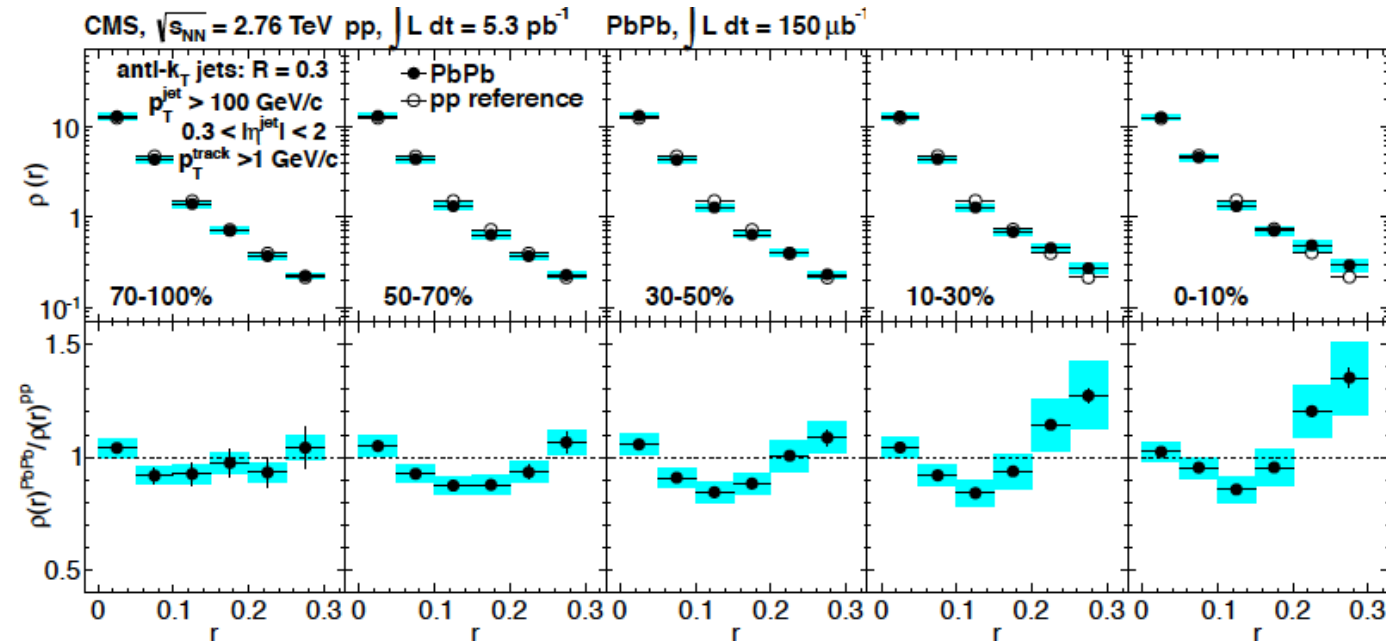 CMS, √sNN = 2.76 TeV pp, ∫ L dt = 5.3 pb-1 PbPb, ∫ L dt = 150 μb-1
anti-kT jets: R = 0.3
pTjet > 100 GeV/c
0.3 < |ηjet| < 2
pTtrack >1 GeV/c
PbPb
pp reference
10
1
10-1
ρ (r)
70-100%
50-70%
30-50%
10-30%
0-10%
1.5
1
0.5
ρ(r)PbPb/ρ(r)pp
0 0.1 0.2 0.3 0 0.1 0.2 0.3 0 0.1 0.2 0.3 0 0.1 0.2 0.3 0 0.1 0.2 0.3
r r r r r